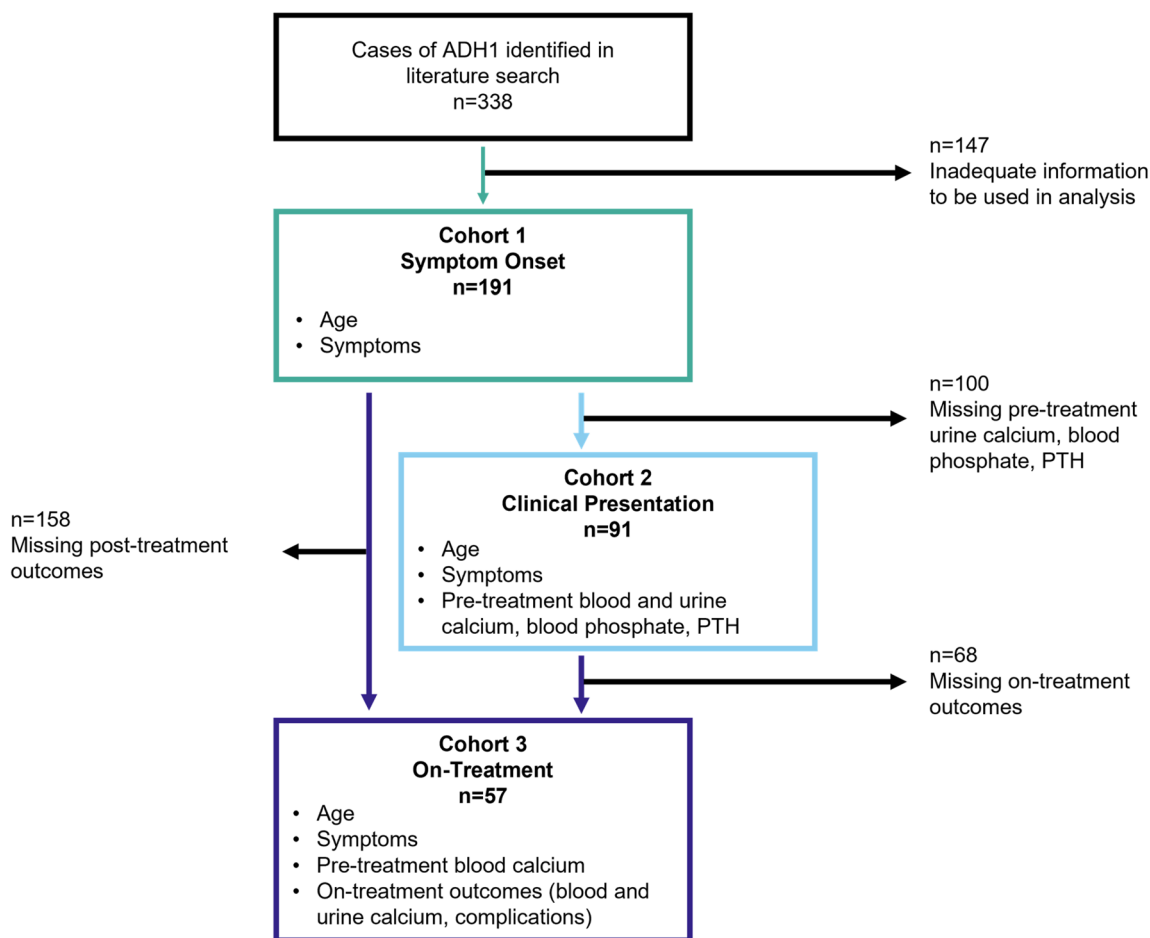 Cases of ADH1 identified in
literature search
n=338
n=147
Inadequate information
to be used in analysis
Cohort 1
Symptom Onset
n=191
• Age
• Symptoms
n=100
Missing pre-treatment
urine calcium, blood
phosphate, PTH
Cohort 2
Clinical Presentation
n=91
• Age
• Symptoms
• Pre-treatment blood and urine
calcium, blood phosphate, PTH
n=158
Missing post-treatment
outcomes
n=68
Missing on-treatment
outcomes
Cohort 3
On-Treatment
n=57
• Age
• Symptoms
• Pre-treatment blood calcium
• On-treatment outcomes (blood and
urine calcium, complications)